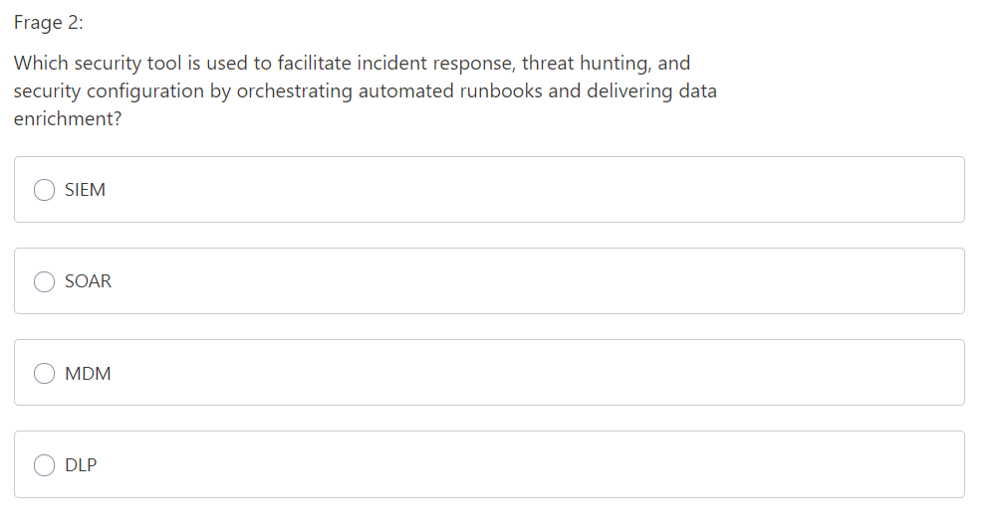 Frage 2:
Which security tool is used to facilitate incident response, threat hunting, and
security configuration by orchestrating automated runbooks and delivering data
enrichment?
SIEM
SOAR
MDM
DLP